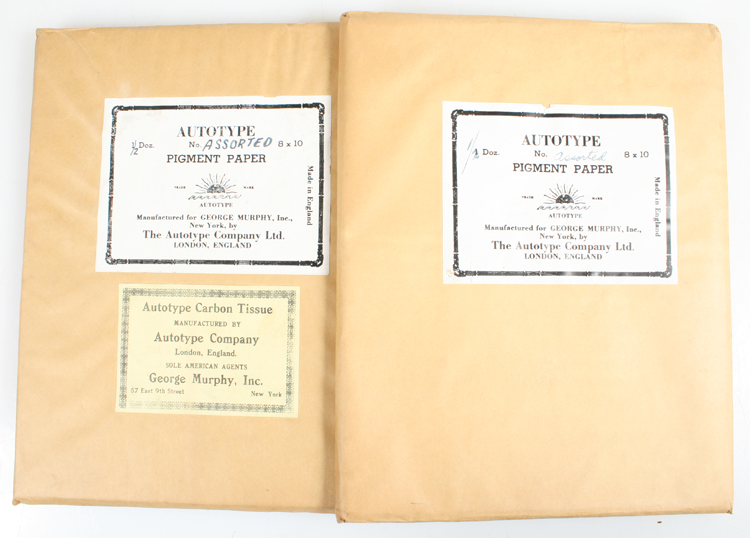 AUTOTYPE
1/2 Doz. No. ASSORTED 8 x 10
PIGMENT PAPER
TRADE MARK
AUTOTYPE
Manufactured for GEORGE MURPHY, Inc.,
New York, by
The Autotype Company Ltd.
LONDON, ENGLAND
Made in England
Autotype Carbon Tissue
MANUFACTURED BY
Autotype Company
London, England.
SOLE AMERICAN AGENTS
George Murphy, Inc.
57 East 9th Street New York
AUTOTYPE
Doz. No. assorted 8 x 10
PIGMENT PAPER
TRADE MARK
AUTOTYPE
Manufactured for GEORGE MURPHY, Inc.,
New York, by
The Autotype Company Ltd.
LONDON, ENGLAND
Made in England